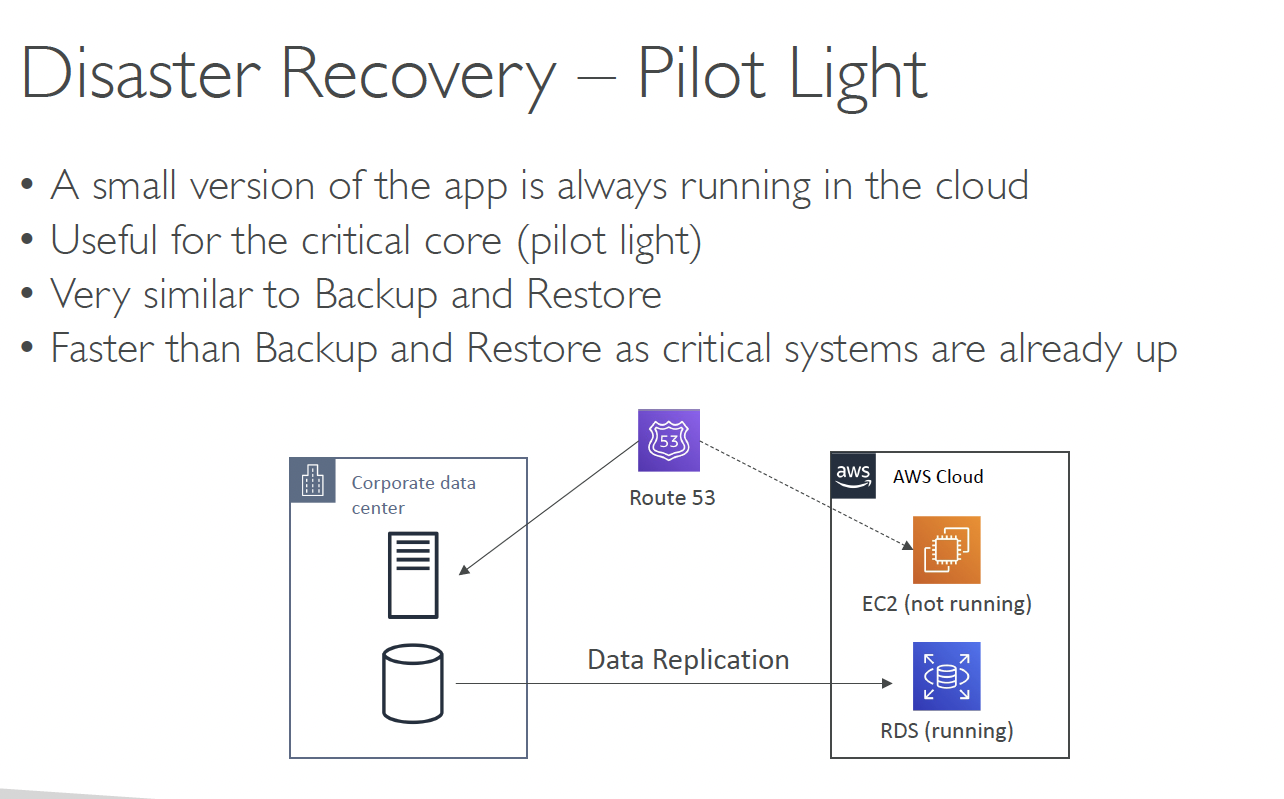 Disaster Recovery – Pilot Light
• A small version of the app is always running in the cloud
• Useful for the critical core (pilot light)
• Very similar to Backup and Restore
• Faster than Backup and Restore as critical systems are already up
53
Route 53
Corporate data
center
aws
AWS Cloud
EC2 (not running)
Data Replication
RDS (running)